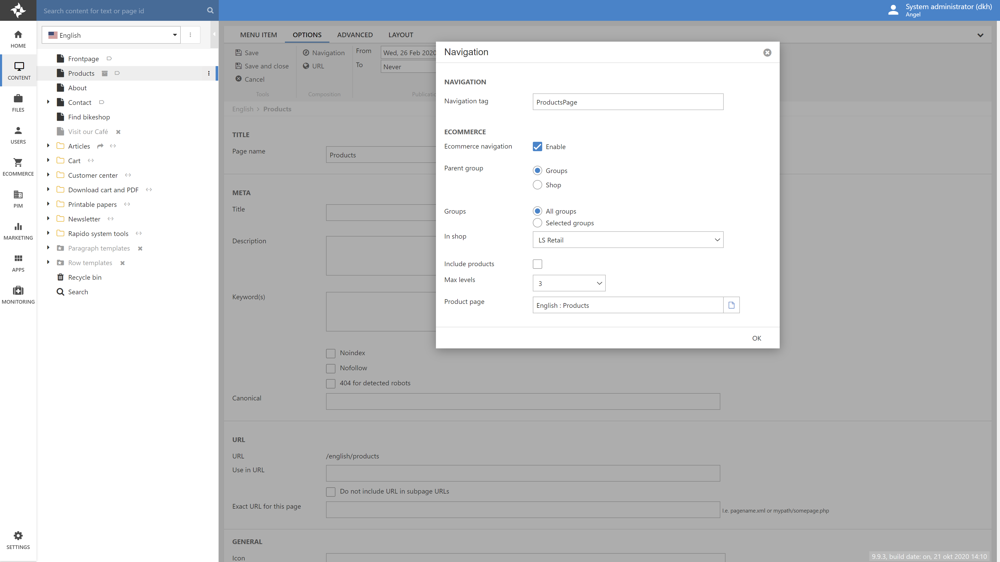 Search content for text or page id
System administrator (dkh)
Angel
HOME
CONTENT
FILES
USERS
ECOMMERCE
PIM
MARKETING
APPS
MONITORING
SETTINGS
English
Frontpage
Products
About
Contact
Find bikeshop
Visit our Café
Articles
Cart
Customer center
Download cart and PDF
Printable papers
Newsletter
Rapido system tools
Paragraph templates
Row templates
Recycle bin
Search
MENU ITEM OPTIONS ADVANCED LAYOUT
Save
Save and close
Cancel
Tools
Navigation
URL
Composition
From Wed, 26 Feb 2020
To Never
English > Products
TITLE
Page name Products
META
Title
Description
Keyword(s)
Noindex
Nofollow
404 for detected robots
Canonical
URL
URL /english/products
Use in URL
Do not include URL in subpage URLs
Exact URL for this page I.e. pagename.xml or mypath/somepage.php
GENERAL
Icon
Navigation
NAVIGATION
Navigation tag ProductsPage
ECOMMERCE
Ecommerce navigation Enable
Parent group Groups
Shop
Groups All groups
Selected groups
In shop LS Retail
Include products
Max levels 3
Product page English : Products
OK
9.9.3, build date: on, 21 okt 2020 14:10